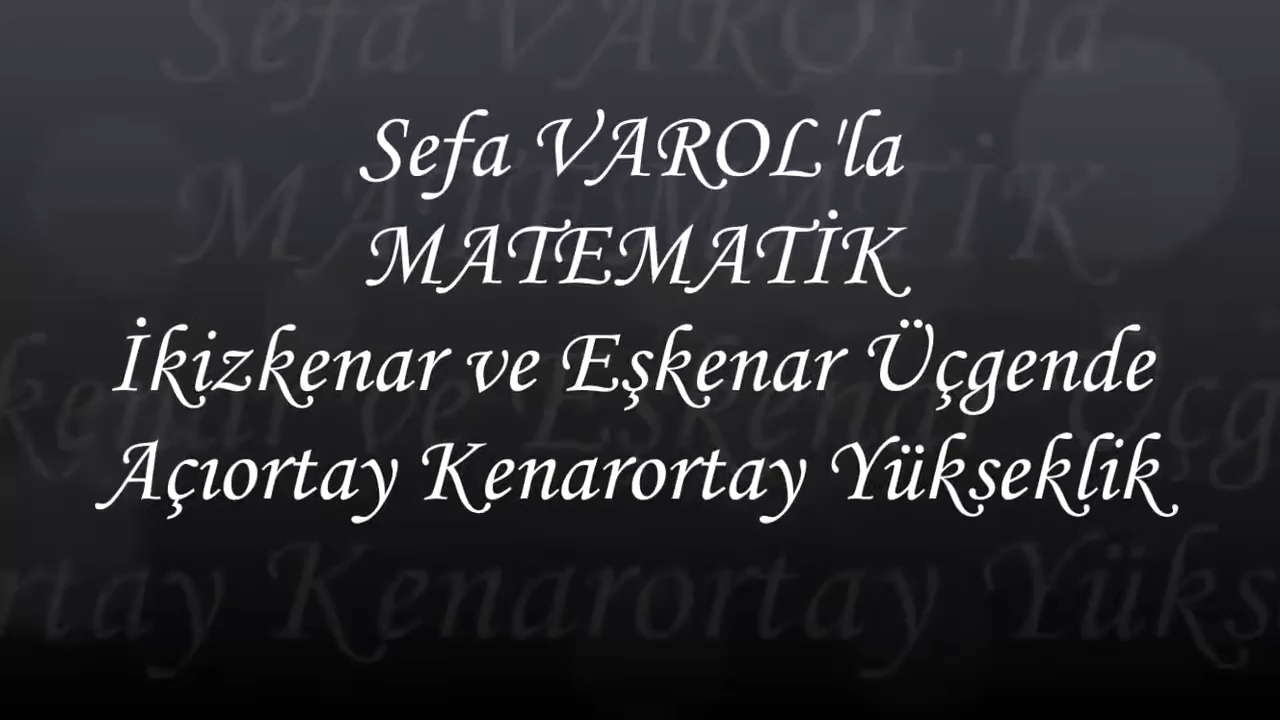 Sefa VAROL'la
MATEMATİK
İkizkenar ve Eşkenar Üçgende
Açıortay Kenarortay Yükseklik